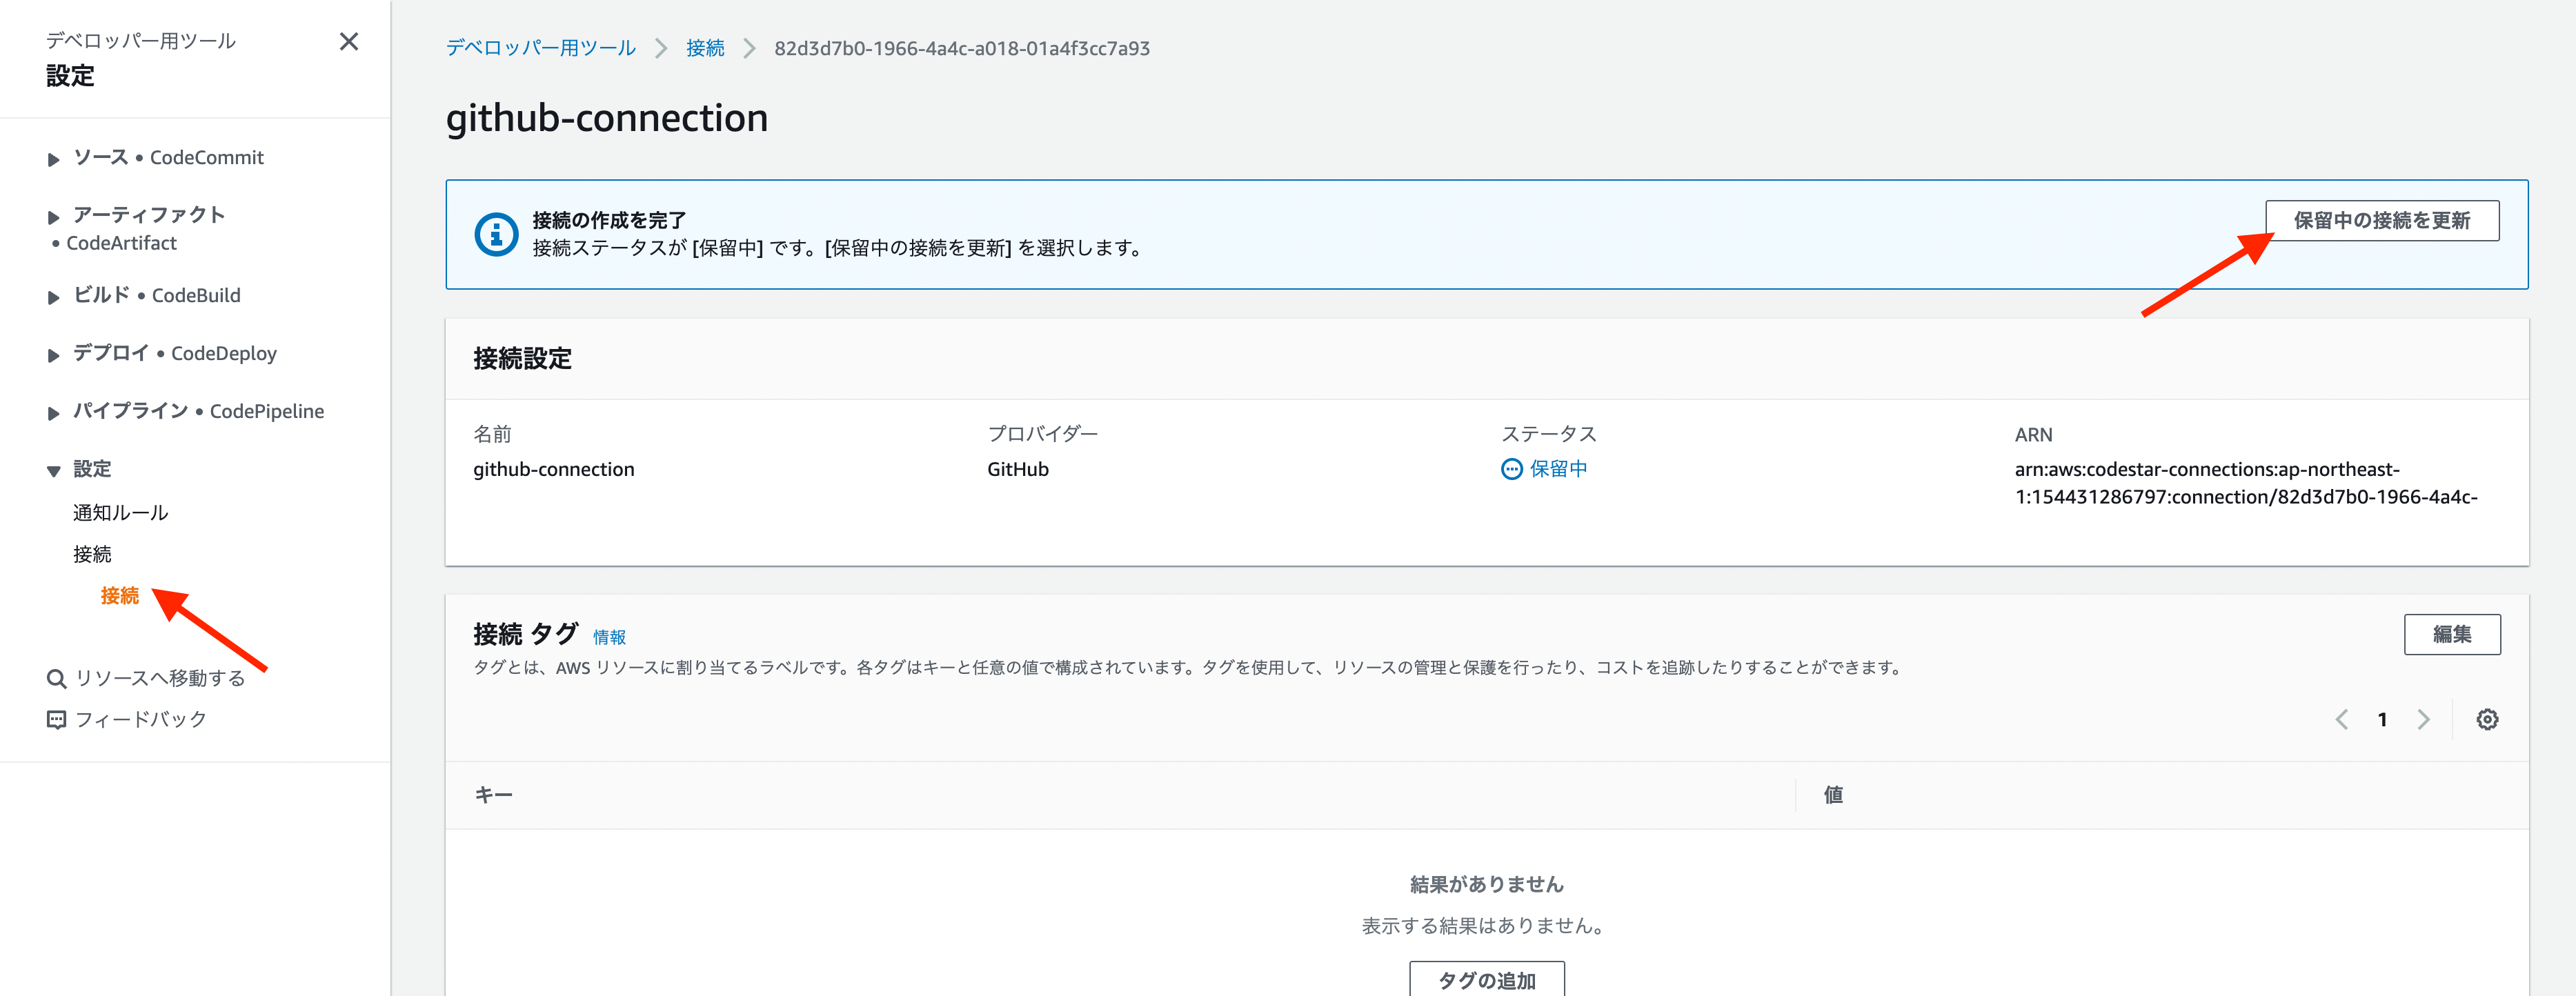 デベロッパー用ツール
設定
ソース • CodeCommit
アーティファクト
• CodeArtifact
ビルド • CodeBuild
デプロイ • CodeDeploy
パイプライン • CodePipeline
設定
通知ルール
接続
接続
リソースへ移動する
フィードバック
デベロッパー用ツール 接続 82d3d7b0-1966-4a4c-a018-01a4f3cc7a93
github-connection
接続の作成を完了
接続ステータスが [保留中] です。[保留中の接続を更新] を選択します。
保留中の接続を更新
接続設定
名前
github-connection
プロバイダー
GitHub
ステータス
保留中
ARN
arn:aws:codestar-connections:ap-northeast-
1:154431286797:connection/82d3d7b0-1966-4a4c-
接続 タグ 情報
編集
タグとは、AWS リソースに割り当てるラベルです。各タグはキーと任意の値で構成されています。タグを使用して、リソースの管理と保護を行ったり、コストを追跡したりすることができます。
1
キー 値
結果がありません
表示する結果はありません。
タグの追加